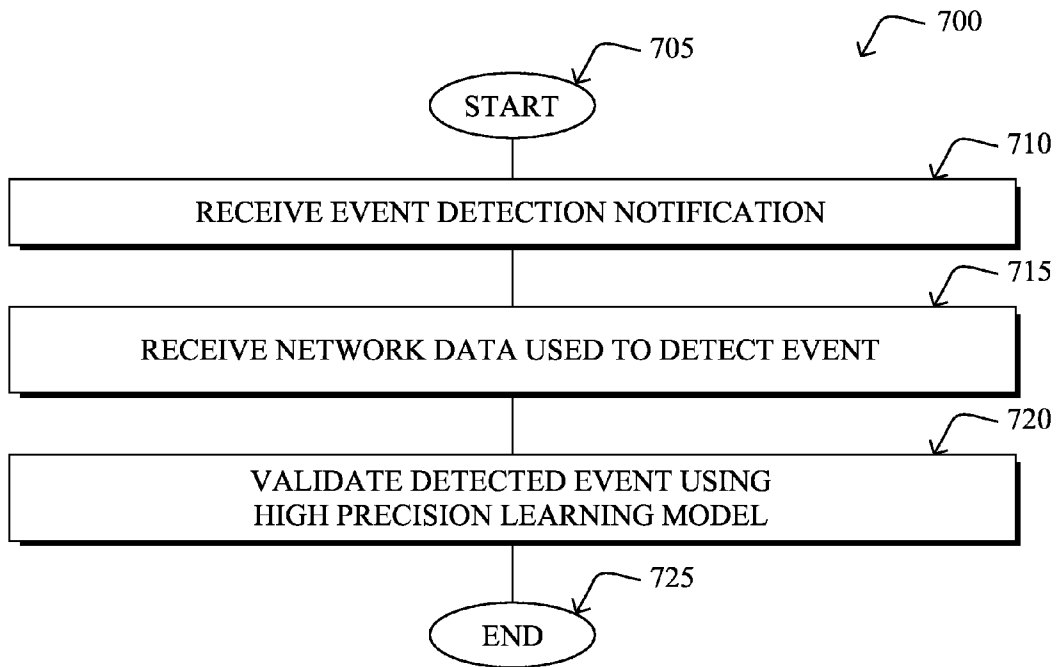 700
705
START
710
RECEIVE EVENT DETECTION NOTIFICATION
715
RECEIVE NETWORK DATA USED TO DETECT EVENT
720
VALIDATE DETECTED EVENT USING
HIGH PRECISION LEARNING MODEL
725
END